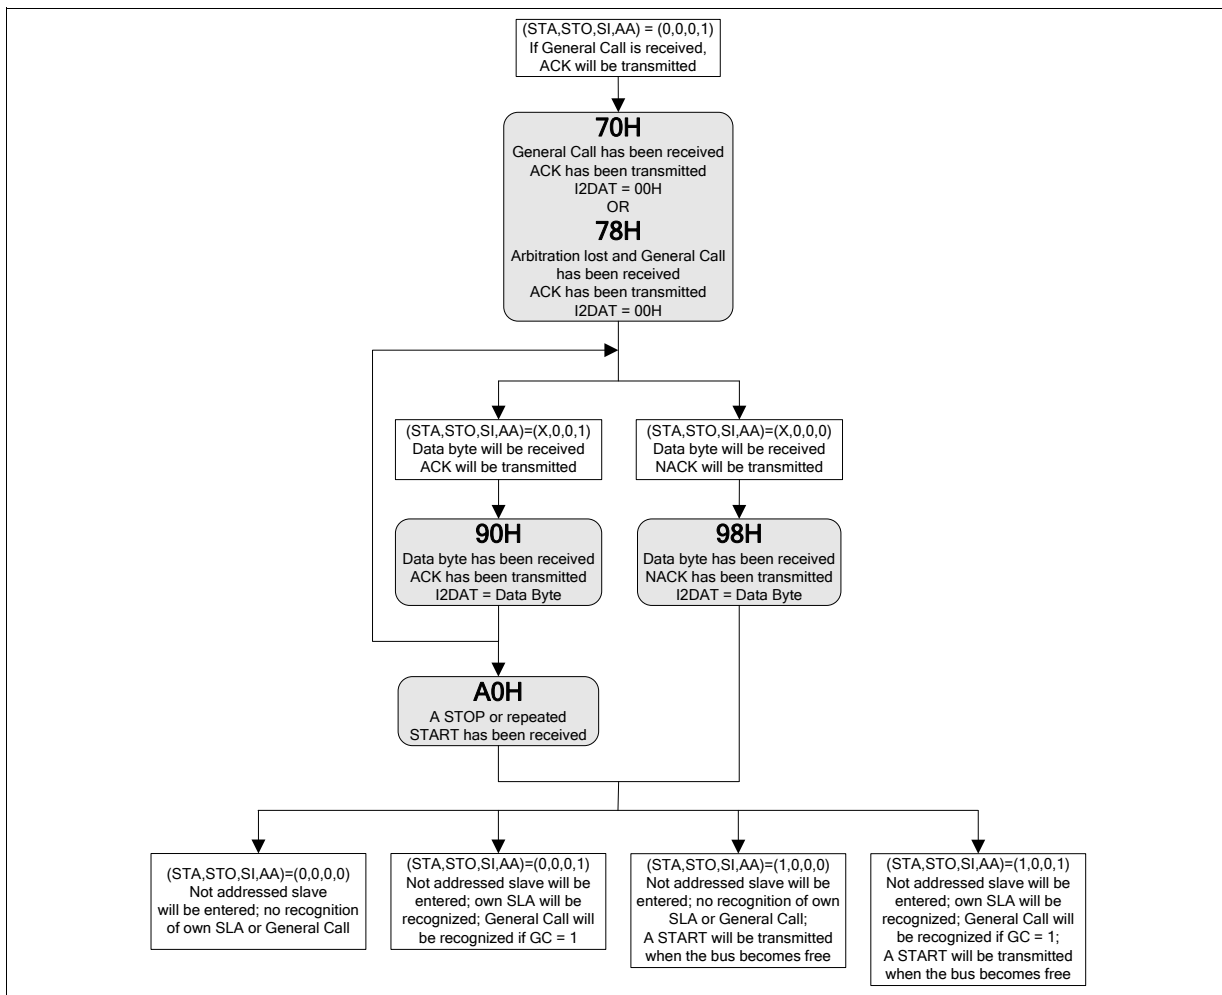 (STA,STO,SI,AA) = (0,0,0,1)
If General Call is received,
ACK will be transmitted
70H
General Call has been received
ACK has been transmitted
I2DAT = 00H
OR
78H
Arbitration lost and General Call
has been received
ACK has been transmitted
I2DAT = 00H
(STA,STO,SI,AA)=(X,0,0,1)
Data byte will be received
ACK will be transmitted
(STA,STO,SI,AA)=(X,0,0,0)
Data byte will be received
NACK will be transmitted
90H
Data byte has been received
ACK has been transmitted
I2DAT = Data Byte
98H
Data byte has been received
NACK has been transmitted
I2DAT = Data Byte
A0H
A STOP or repeated
START has been received
(STA,STO,SI,AA)=(0,0,0,0)
Not addressed slave
will be entered; no recognition
of own SLA or General Call
(STA,STO,SI,AA)=(0,0,0,1)
Not addressed slave will be
entered; own SLA will be
recognized; General Call will
be recognized if GC = 1
(STA,STO,SI,AA)=(1,0,0,0)
Not addressed slave will be
entered; no recognition of own
SLA or General Call;
A START will be transmitted
when the bus becomes free
(STA,STO,SI,AA)=(1,0,0,1)
Not addressed slave will be
entered; own SLA will be
recognized; General Call will
be recognized if GC = 1;
A START will be transmitted
when the bus becomes free